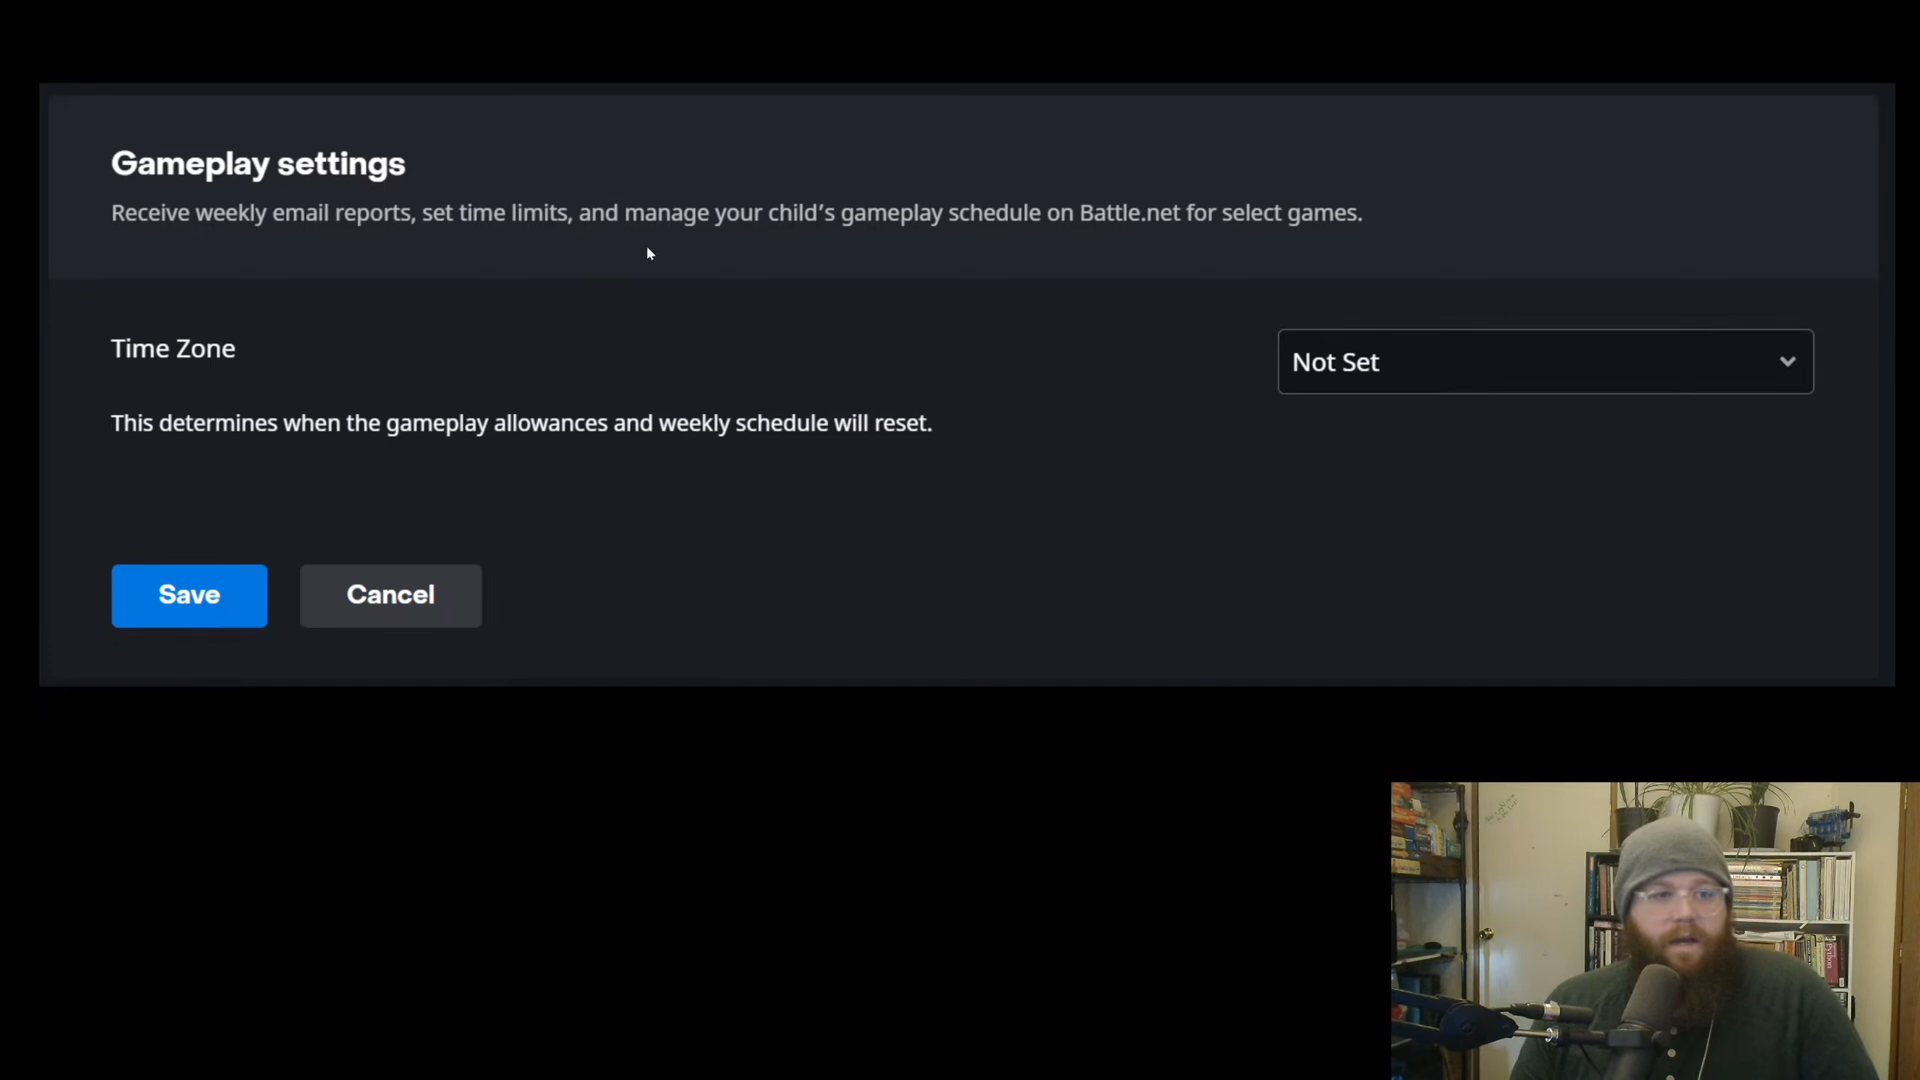 Gameplay settings
Receive weekly email reports, set time limits, and manage your child’s gameplay schedule on Battle.net for select games.
Time Zone
Not Set
This determines when the gameplay allowances and weekly schedule will reset.
Save
Cancel
Python